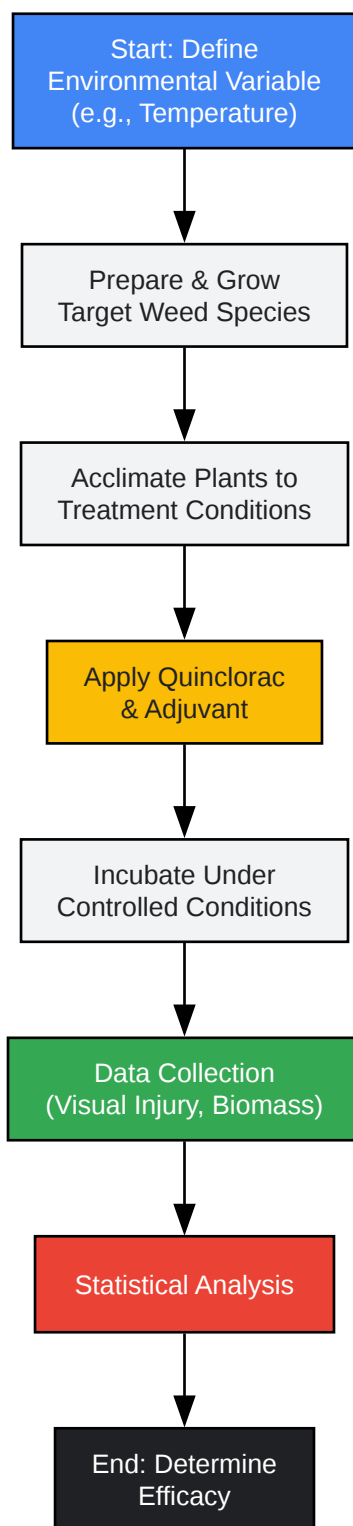 Start: Define
Environmental Variable
(e.g., Temperature)
Prepare & Grow
Target Weed Species
Acclimate Plants to
Treatment Conditions
Apply Quinclorac
& Adjuvant
Incubate Under
Controlled Conditions
Data Collection
(Visual Injury, Biomass)
Statistical Analysis
End: Determine
Efficacy